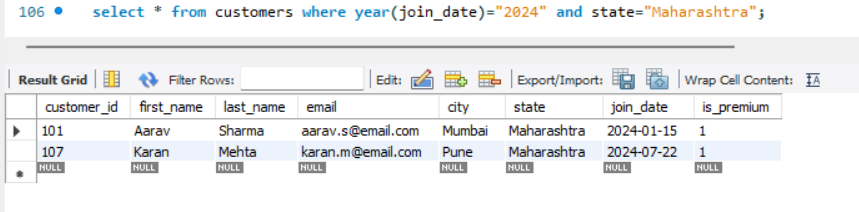 106 select * from customers where year(join_date)="2024" and state="Maharashtra";
Result Grid Filter Rows: Edit: Export/Import: Wrap Cell Content: IA
customer_id first_name last_name email city state join_date is_premium
101 Aarav Sharma aarav.s@email.com Mumbai Maharashtra 2024-01-15 1
107 Karan Mehta karan.m@email.com Pune Maharashtra 2024-07-22 1
NULL NULL NULL NULL NULL NULL NULL NULL